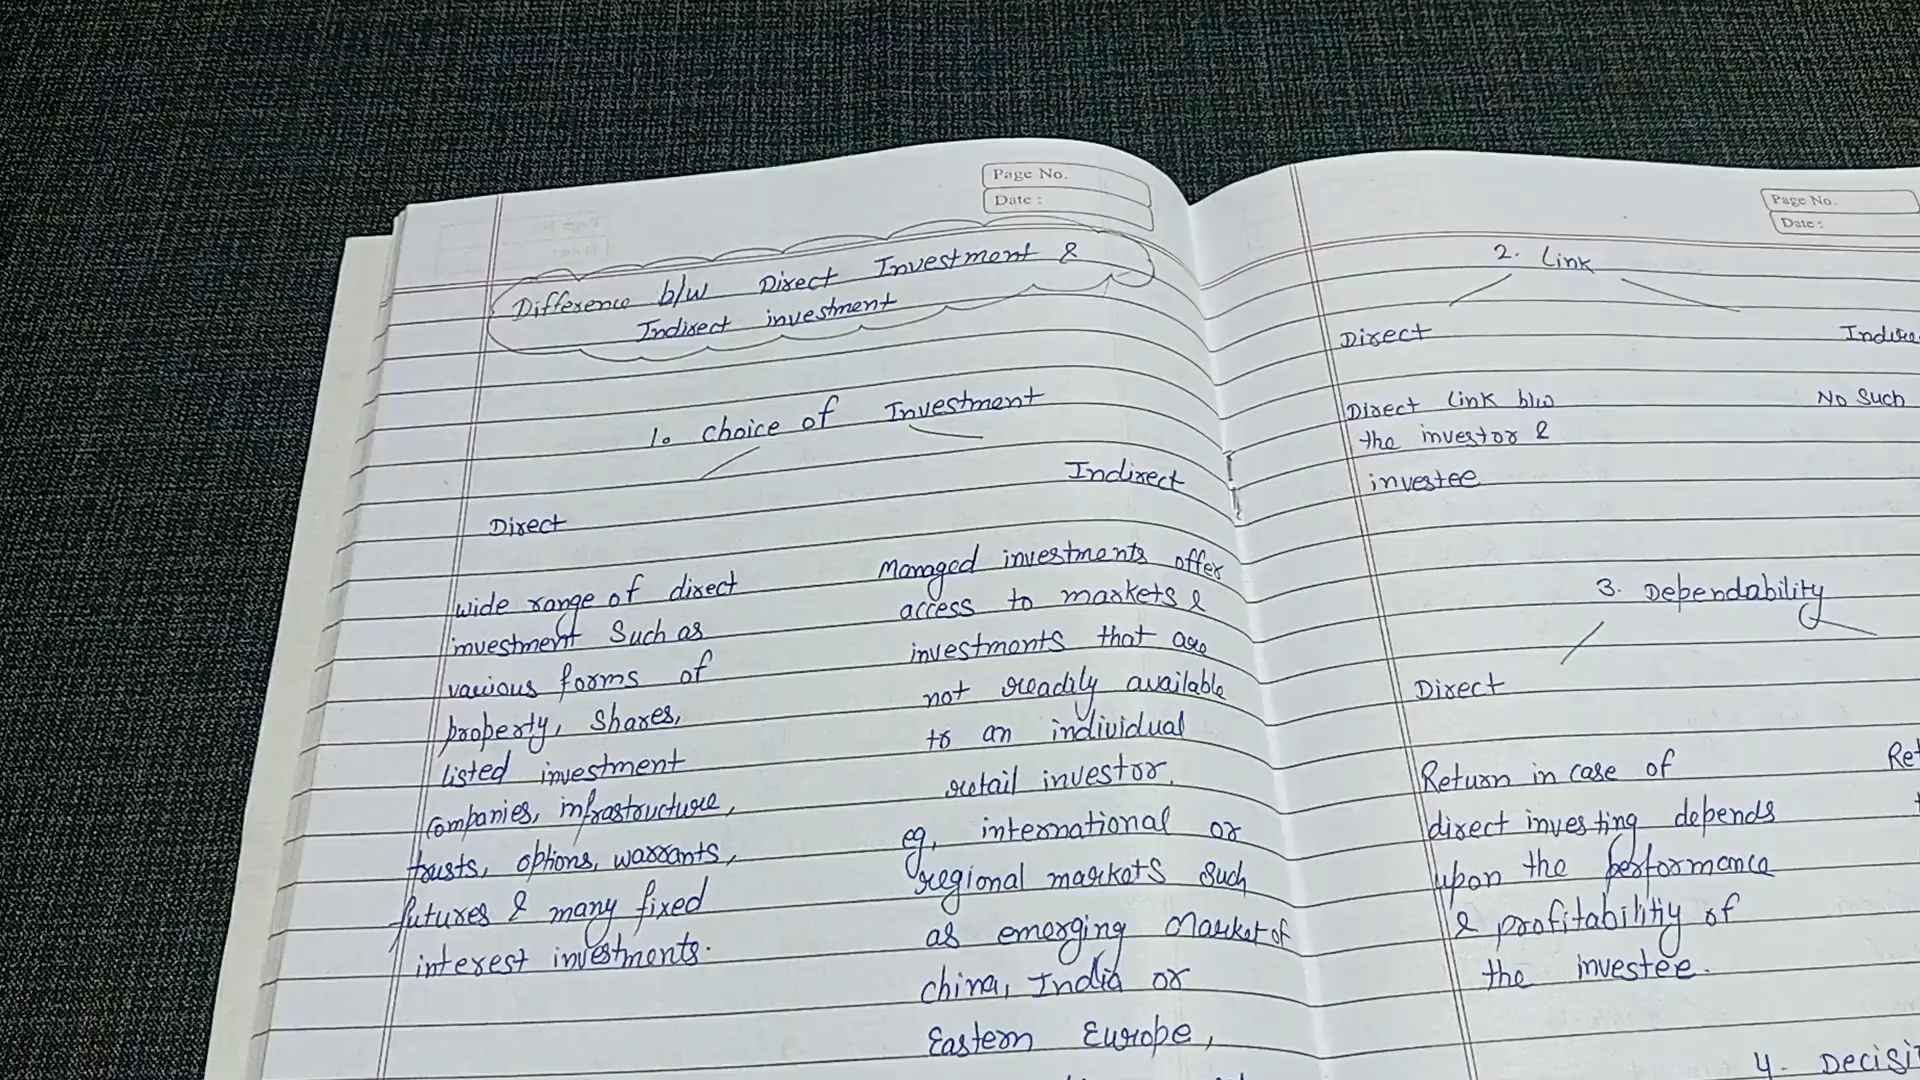 Page No.
Date :
Difference b/w Direct Investment &
Indirect investment
1. choice of Investment
Direct
wide range of direct
investment Such as
various forms of
property, Shares,
listed investment
companies, infrastructure,
trusts, options, warrants,
futures & many fixed
interest investments.
Indirect
Managed investments offer
access to markets &
investments that are
not readily available
to an individual
retail investor.
eg, international or
regional markets Such
as emerging Market of
china, India or
Eastern Europe,
Page No.
Date :
2. Link
Direct
Direct link b/w
the investor &
investee
Indire
No Such
3. Dependability
Direct
Return in case of
direct investing depends
upon the performance
& profitabilitiy of
the investee.
Ret
4. Decisi